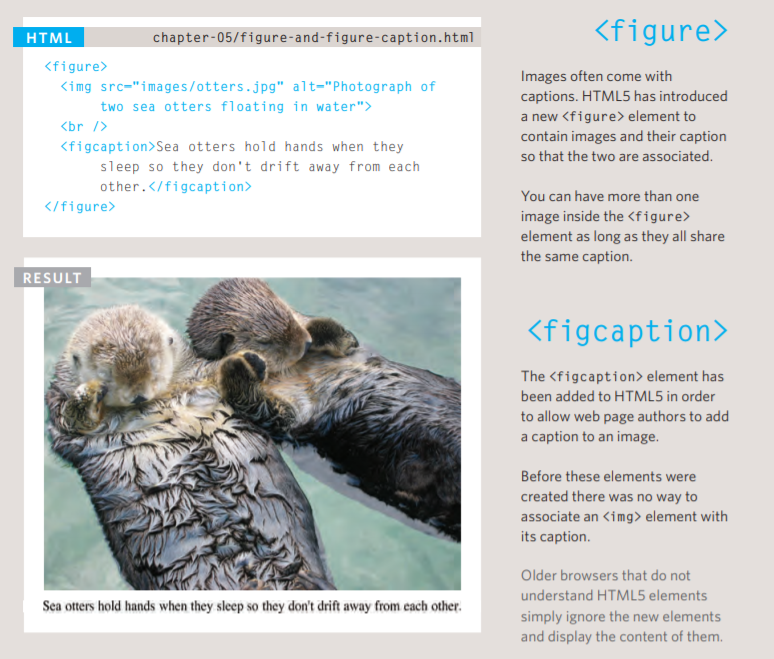 HTML
chapter-05/figure-and-figure-caption.html
<figure>
<img src="images/otters.jpg" alt="Photograph of
two sea otters floating in water">
<br />
<figcaption>Sea otters hold hands when they
sleep so they don't drift away from each
other.</figcaption>
</figure>
RESULT
Sea otters hold hands when they sleep so they don't drift away from each other.
<figure>
Images often come with
captions. HTML5 has introduced
a new <figure> element to
contain images and their caption
so that the two are associated.
You can have more than one
image inside the <figure>
element as long as they all share
the same caption.
<figcaption>
The <figcaption> element has
been added to HTML5 in order
to allow web page authors to add
a caption to an image.
Before these elements were
created there was no way to
associate an <img> element with
its caption.
Older browsers that do not
understand HTML5 elements
simply ignore the new elements
and display the content of them.